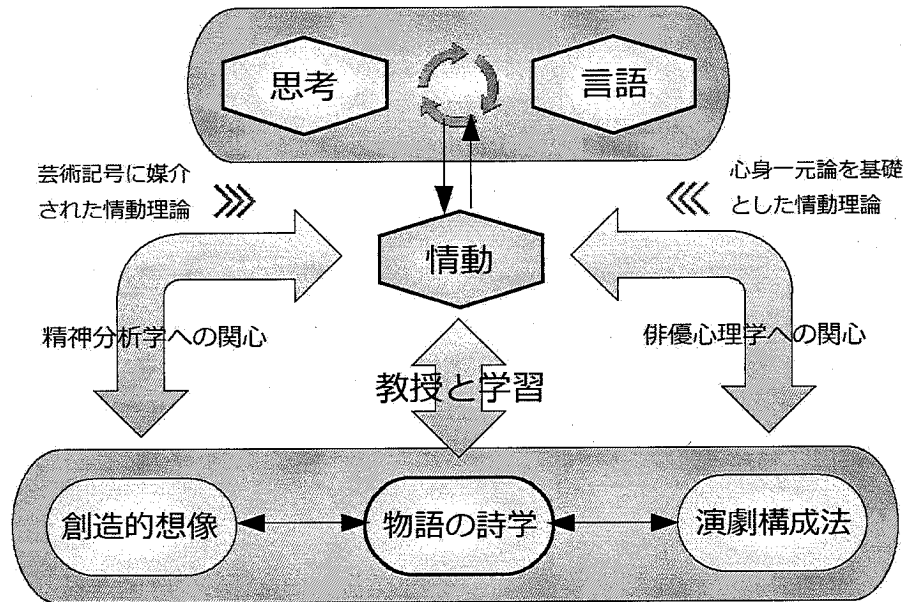 思考
言語
芸術記号に媒介
された情動理論
心身一元論を基礎
とした情動理論
情動
精神分析学への関心
俳優心理学への関心
教授と学習
創造的想像
物語の詩学
演劇構成法